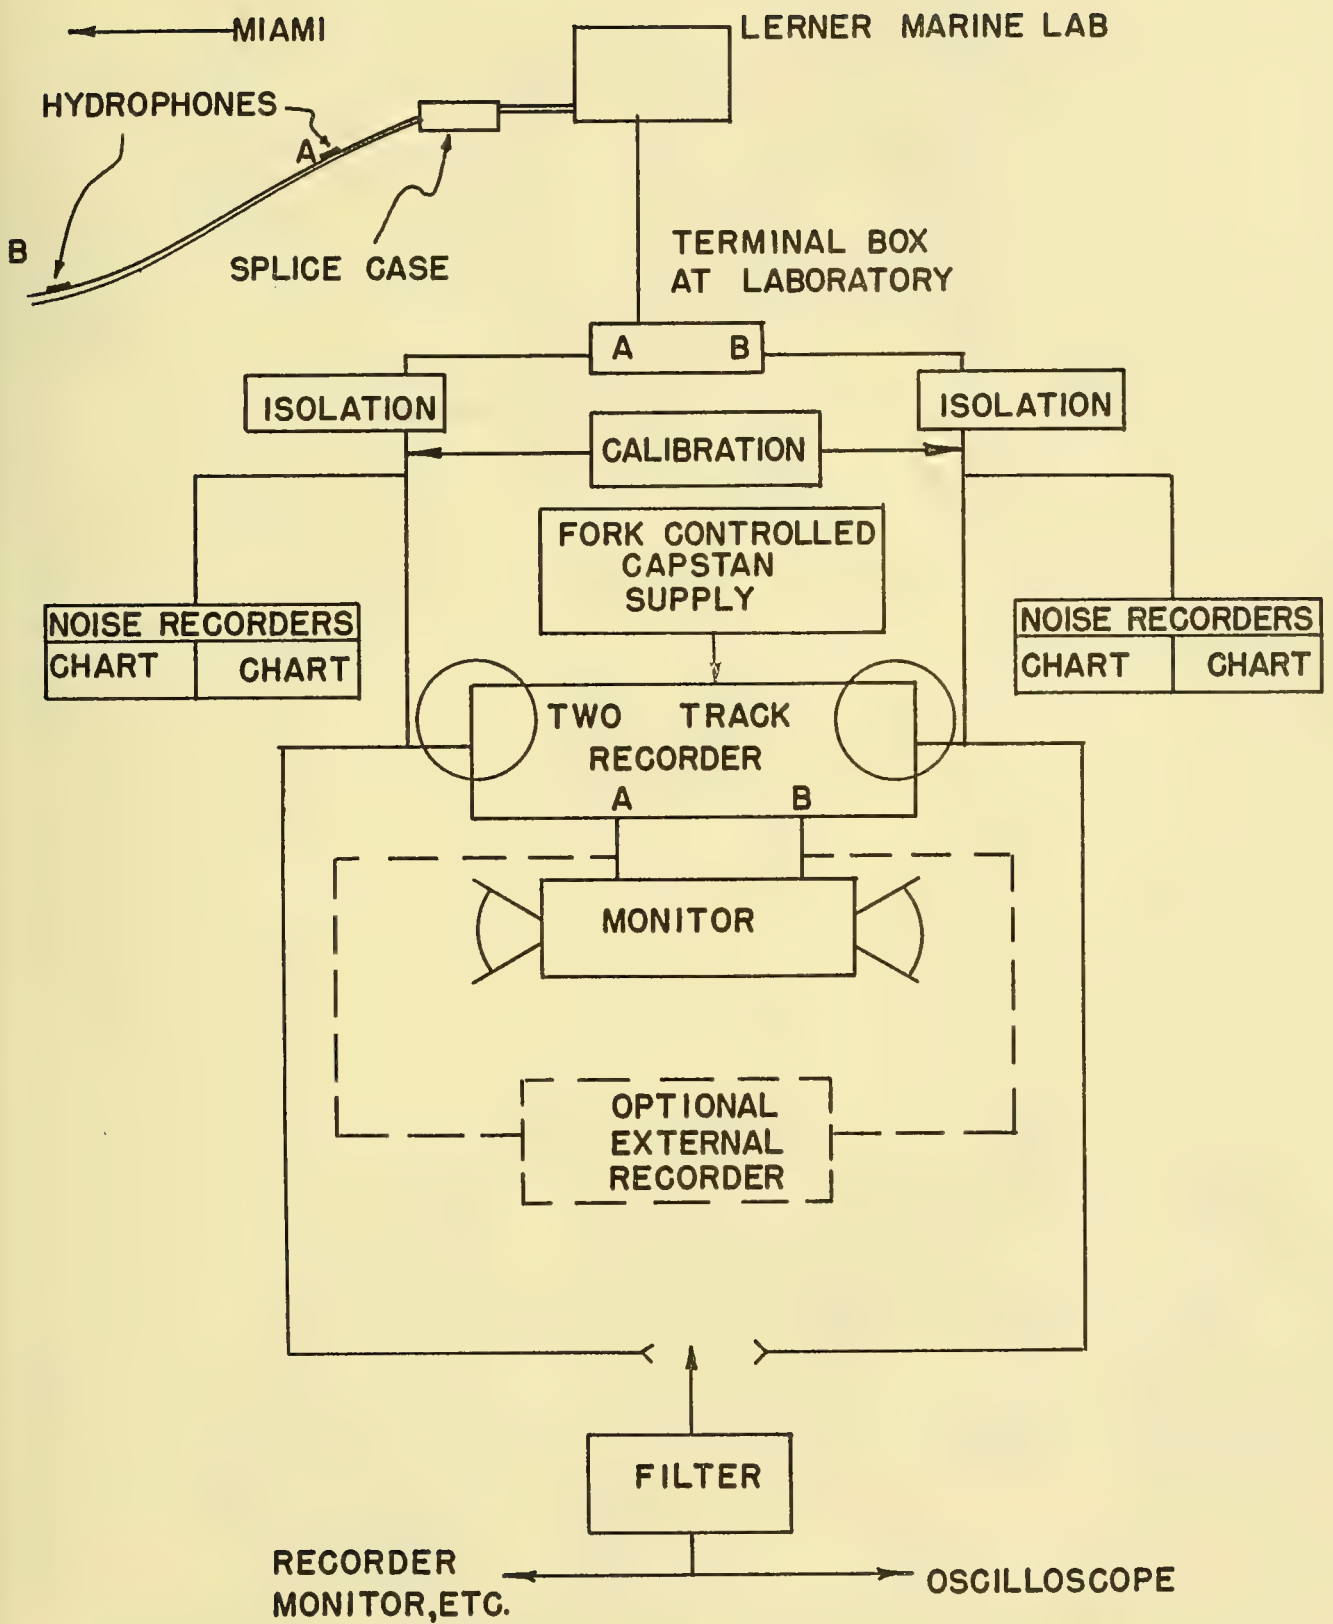 MIAMI
LERNER MARINE LAB
HYDROPHONES
A
B
SPLICE CASE
TERMINAL BOX
AT LABORATORY
A B
ISOLATION
ISOLATION
CALIBRATION
FORK CONTROLLED
CAPSTAN
SUPPLY
NOISE RECORDERS
CHART CHART
NOISE RECORDERS
CHART CHART
TWO TRACK
RECORDER
A B
MONITOR
OPTIONAL
EXTERNAL
RECORDER
FILTER
RECORDER
MONITOR,ETC.
OSCILLOSCOPE